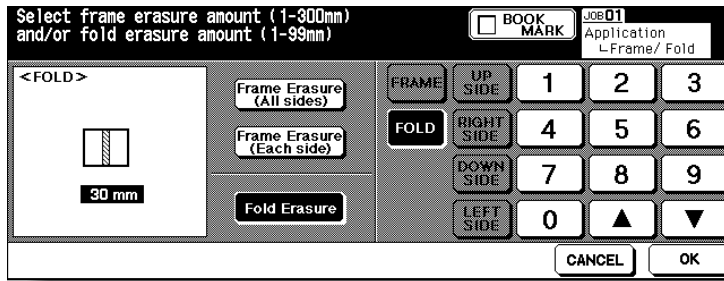 Select frame erasure
amount (1-300mm)
and/or fold erasure amount (1-99mm)
BOOK
MARK
JOB01
Application
Frame/ Fold
<FOLD>
30 mm
Frame Erasure
(All sides)
Frame Erasure
(Each side)
Fold Erasure
FRAME
FOLD
UP
SIDE
RIGHT
SIDE
DOWN
SIDE
LEFT
SIDE
1 2 3
4 5 6
7 8 9
0 ▲ ▼
CANCEL OK